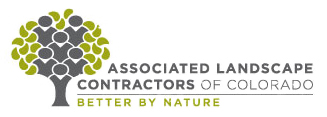 ASSOCIATED LANDSCAPE
CONTRACTORS OF COLORADO
BETTER BY NATURE